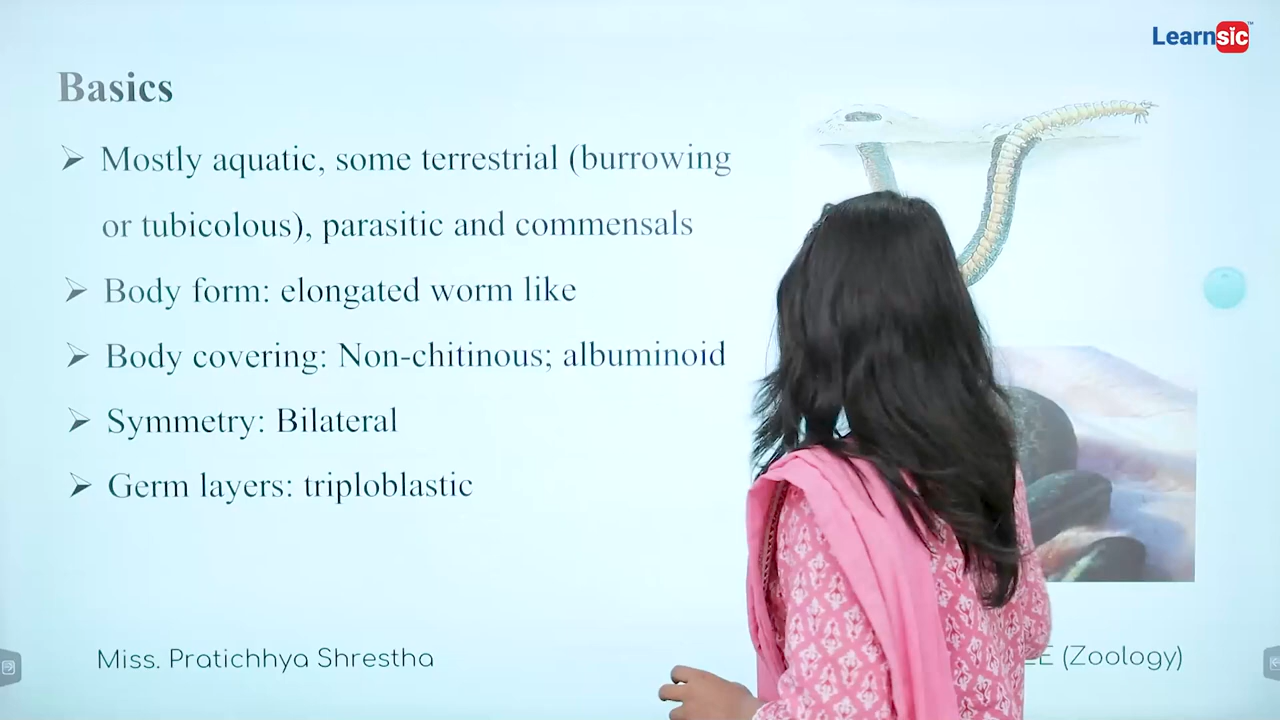 Learnsic™
Basics
➢ Mostly aquatic, some terrestrial (burrowing
or tubicolous), parasitic and commensals
➢ Body form: elongated worm like
➢ Body covering: Non-chitinous; albuminoid
➢ Symmetry: Bilateral
➢ Germ layers: triploblastic
Miss. Pratichhya Shrestha
(Zoology)